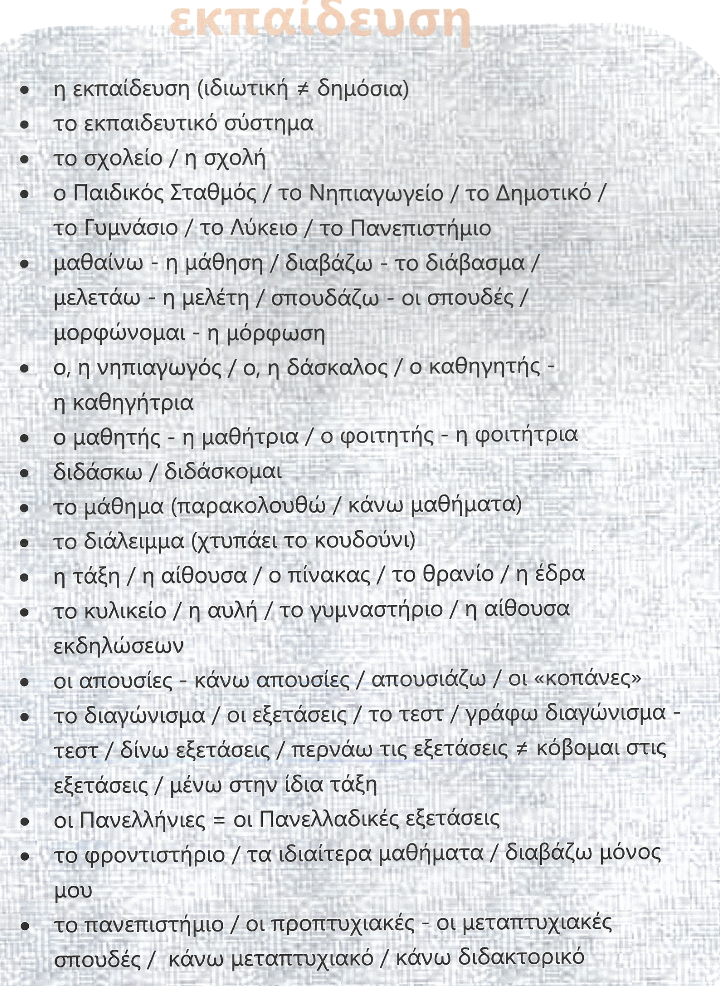 εκπαίδευση
• η εκπαίδευση (ιδιωτική ≠ δημόσια)
• το εκπαιδευτικό σύστημα
• το σχολείο / η σχολή
• ο Παιδικός Σταθμός / το Νηπιαγωγείο / το Δημοτικό /
το Γυμνάσιο / το Λύκειο / το Πανεπιστήμιο
• μαθαίνω - η μάθηση / διαβάζω - το διάβασμα /
μελετάω - η μελέτη / σπουδάζω - οι σπουδές /
μορφώνομαι - η μόρφωση
• ο, η νηπιαγωγός / ο, η δάσκαλος / ο καθηγητής -
η καθηγήτρια
• ο μαθητής - η μαθήτρια / ο φοιτητής - η φοιτήτρια
• διδάσκω / διδάσκομαι
• το μάθημα (παρακολουθώ / κάνω μαθήματα)
• το διάλειμμα (χτυπάει το κουδούνι)
• η τάξη / η αίθουσα / ο πίνακας / το θρανίο / η έδρα
• το κυλικείο / η αυλή / το γυμναστήριο / η αίθουσα
εκδηλώσεων
• οι απουσίες - κάνω απουσίες / απουσιάζω / οι «κοπάνες»
• το διαγώνισμα / οι εξετάσεις / το τεστ / γράφω διαγώνισμα -
τεστ / δίνω εξετάσεις / περνάω τις εξετάσεις ≠ κόβομαι στις
εξετάσεις / μένω στην ίδια τάξη
• οι Πανελλήνιες = οι Πανελλαδικές εξετάσεις
• το φροντιστήριο / τα ιδιαίτερα μαθήματα / διαβάζω μόνος
μου
• το πανεπιστήμιο / οι προπτυχιακές - οι μεταπτυχιακές
σπουδές / κάνω μεταπτυχιακό / κάνω διδακτορικό